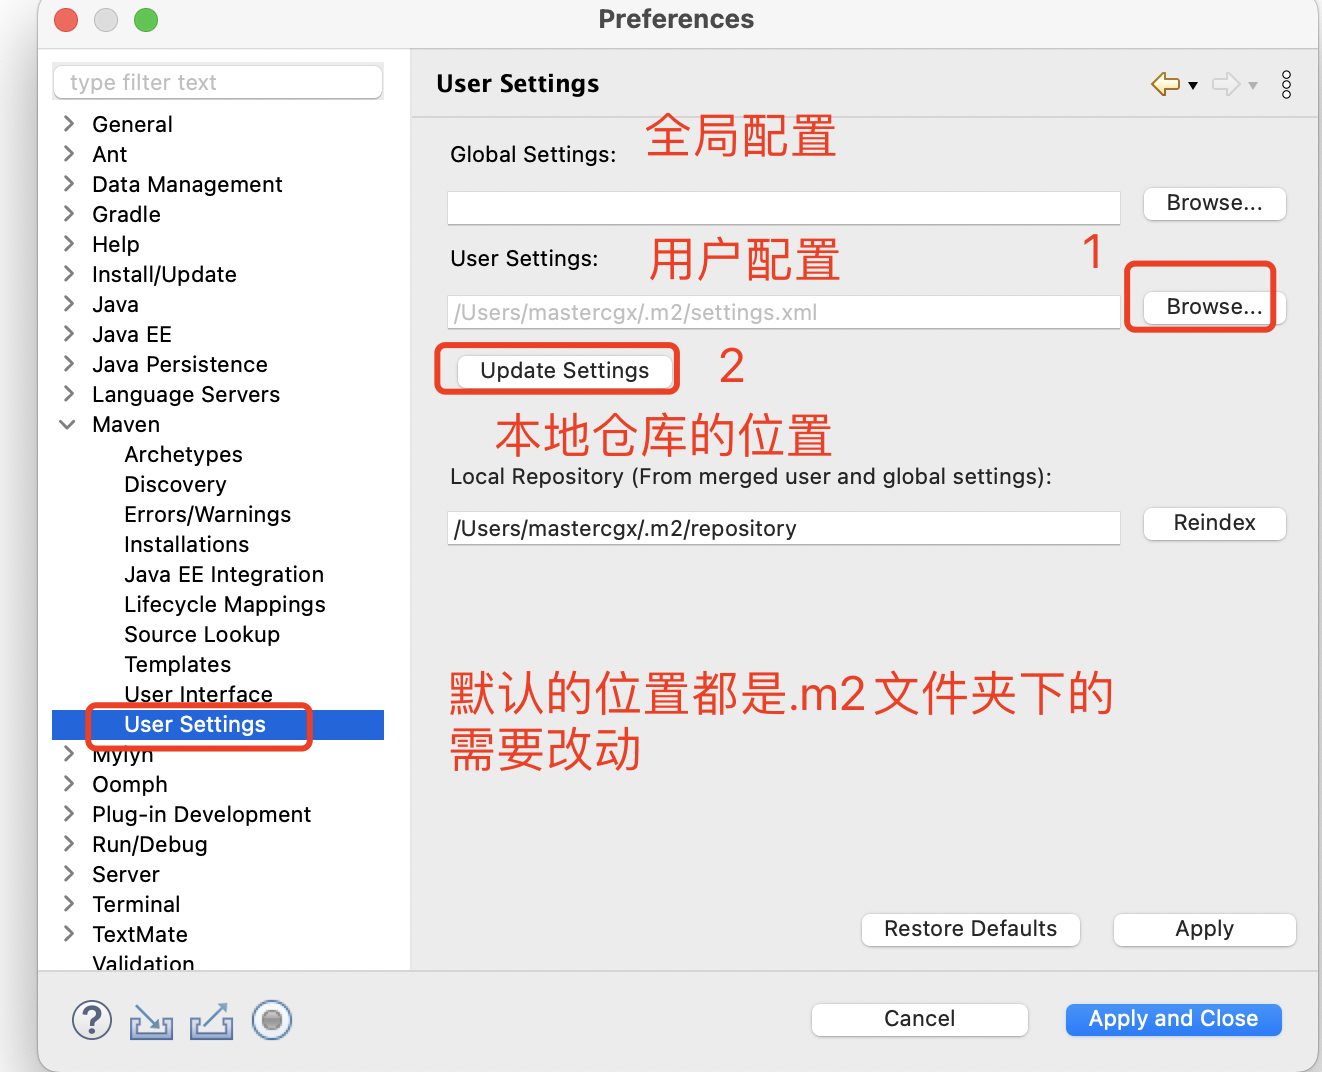 Preferences
type filter text
General
Ant
Data Management
Gradle
Help
Install/Update
Java
Java EE
Java Persistence
Language Servers
Maven
Archetypes
Discovery
Errors/Warnings
Installations
Java EE Integration
Lifecycle Mappings
Source Lookup
Templates
User Interface
User Settings
Mylyn
Oomph
Plug-in Development
Run/Debug
Server
Terminal
TextMate
Validation
User Settings
全局配置
Global Settings:
Browse...
用户配置
1
User Settings:
/Users/mastercgx/.m2/settings.xml
Browse...
Update Settings
2
本地仓库的位置
Local Repository (From merged user and global settings):
/Users/mastercgx/.m2/repository
Reindex
默认的位置都是.m2文件夹下的
需要改动
Restore Defaults
Apply
?
Cancel
Apply and Close